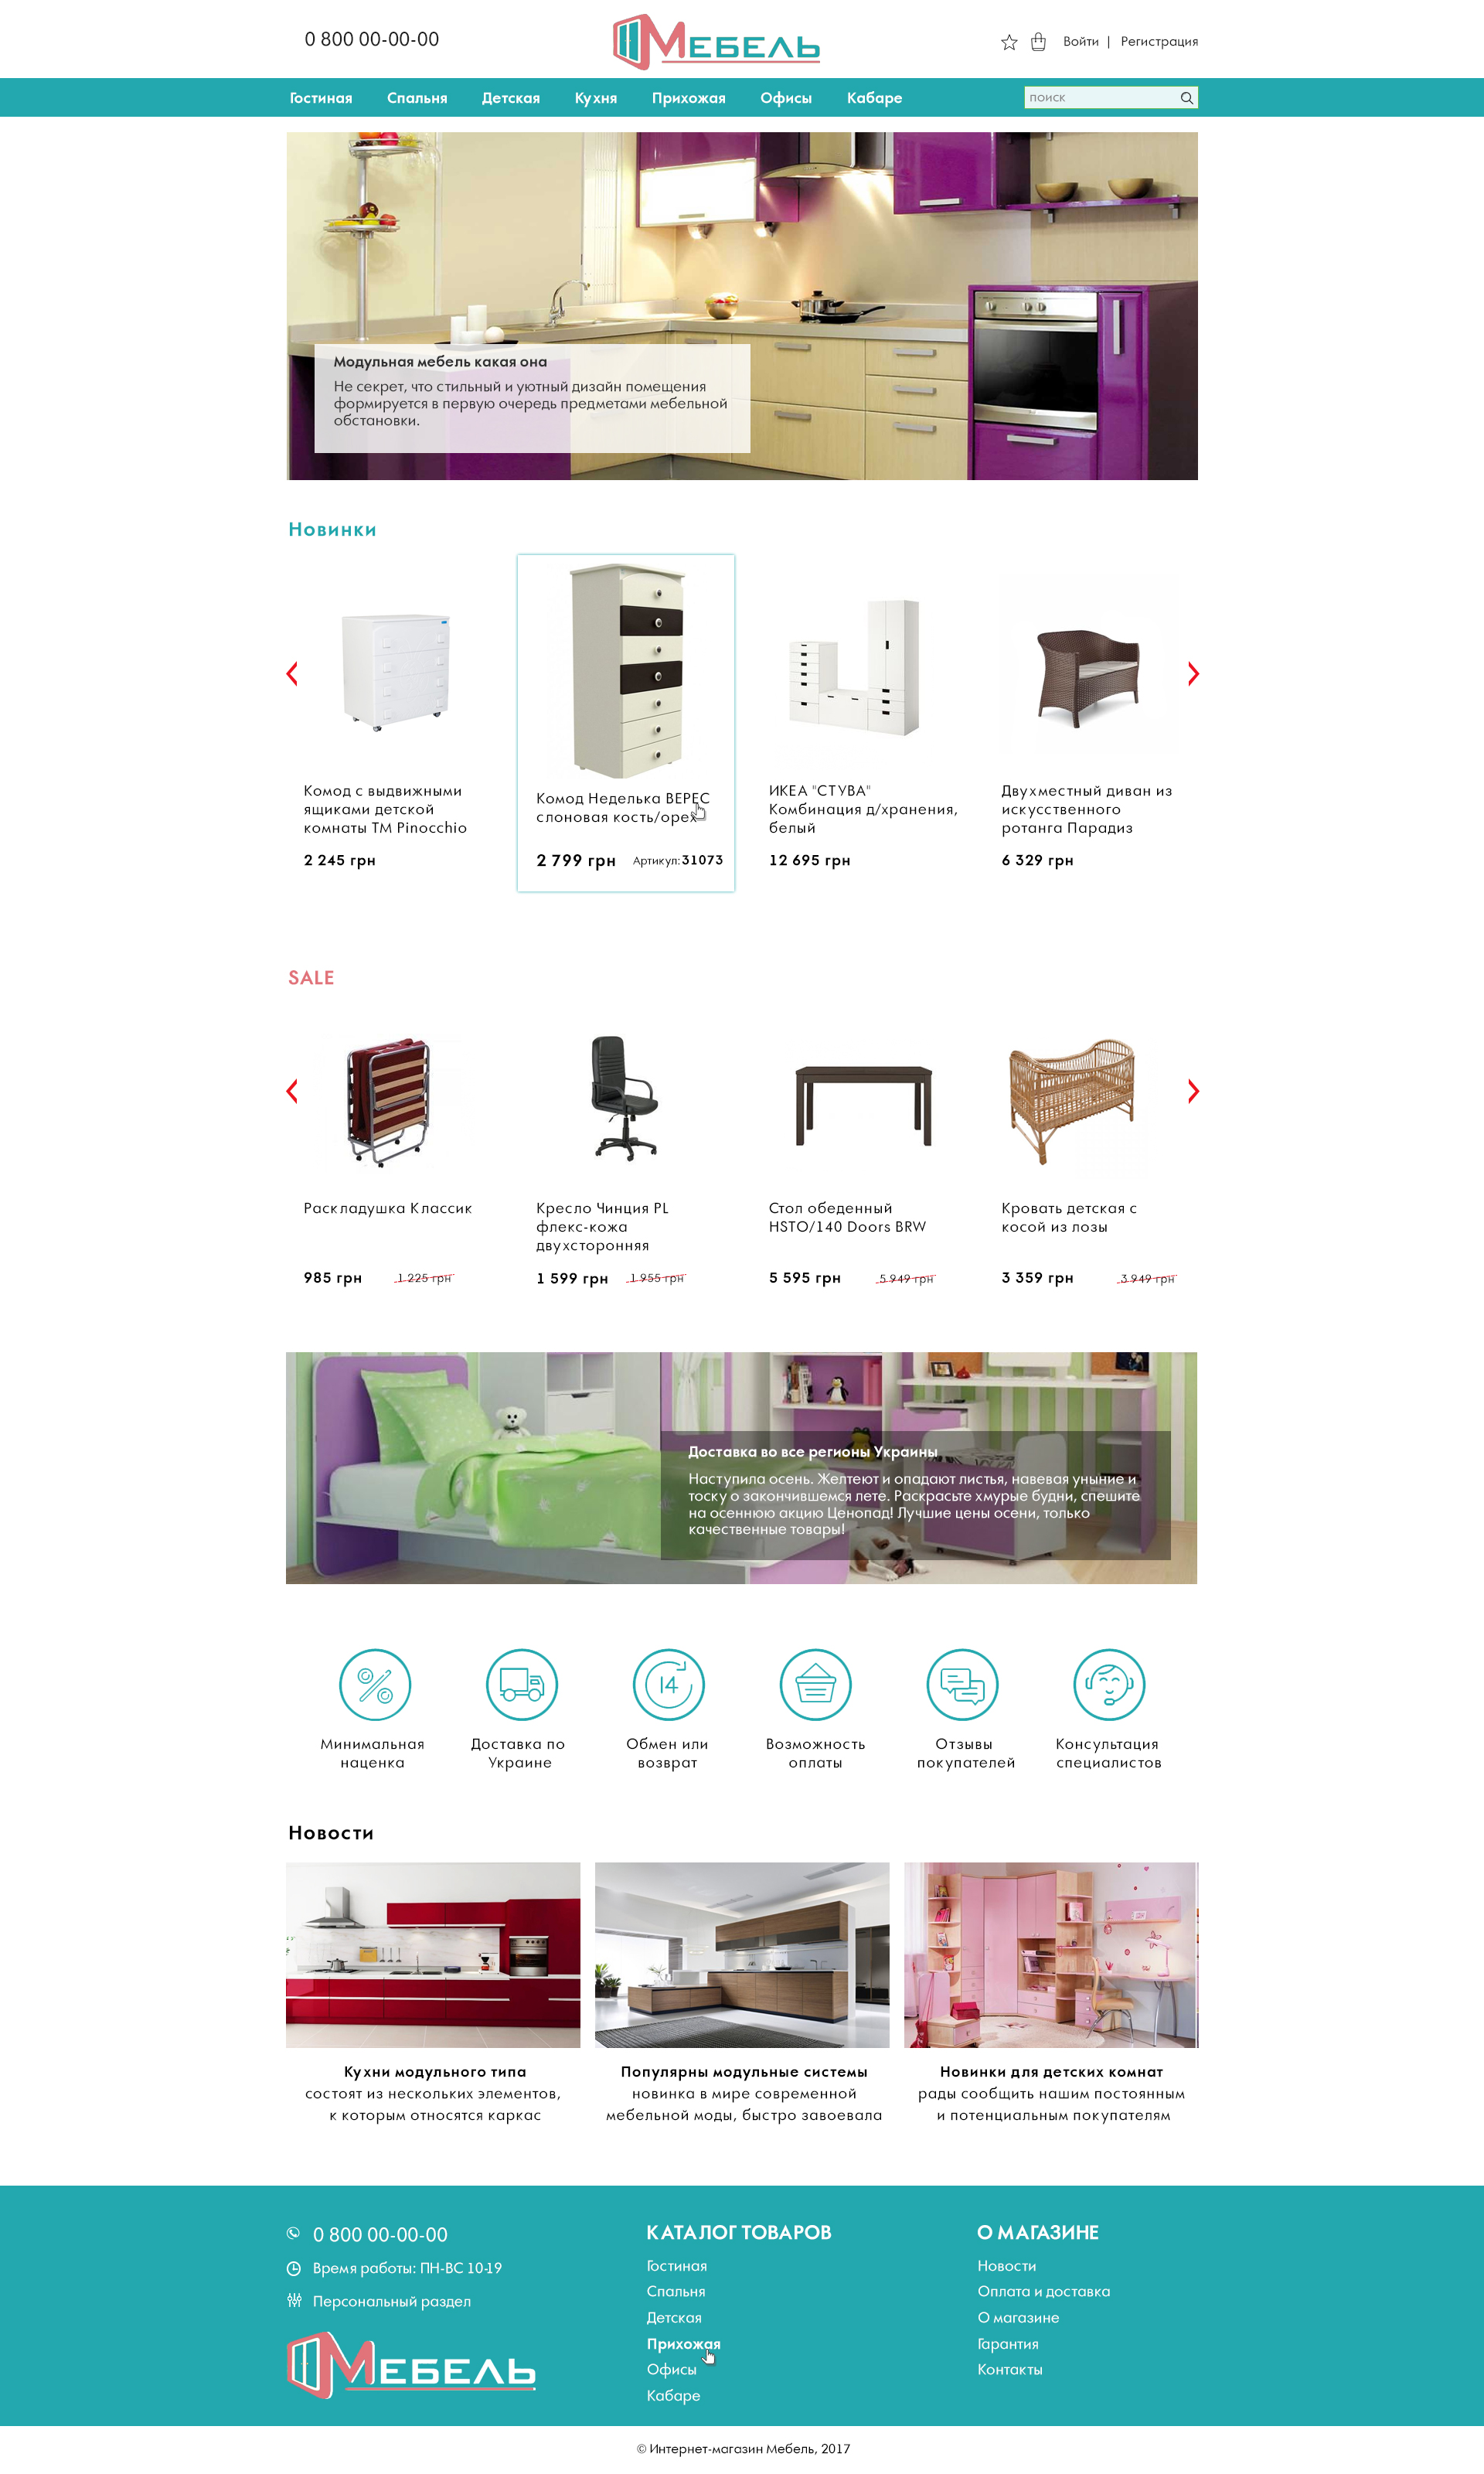 0 800 00-00-00
МЕБЕЛЬ
Войти | Регистрация
Гостиная Спальня Детская Кухня Прихожая Офисы Кабаре
поиск
Модульная мебель какая она
Не секрет, что стильный и уютный дизайн помещения
формируется в первую очередь предметами мебельной
обстановки.
Новинки
Комод с выдвижными
ящиками детской
комнаты ТМ Pinocchio
2 245 грн
Комод Неделька ВЕРЕС
слоновая кость/орех
2 799 грн Артикул:31073
ИКЕА "СТУВА"
Комбинация д/хранения,
белый
12 695 грн
Двухместный диван из
искусственного
ротанга Парадиз
6 329 грн
SALE
Раскладушка Классик
985 грн 1 225 грн
Кресло Чинция PL
флекс-кожа
двухсторонняя
1 599 грн 1 955 грн
Стол обеденный
HSTO/140 Doors BRW
5 595 грн 5 949 грн
Кровать детская с
косой из лозы
3 359 грн 3 949 грн
Доставка во все регионы Украины
Наступила осень. Желтеют и опадают листья, навевая уныние и
тоску о закончившемся лете. Раскрасьте хмурые будни, спешите
на осеннюю акцию Ценопад! Лучшие цены осени, только
качественные товары!
14
Минимальная
наценка
Доставка по
Украине
Обмен или
возврат
Возможность
оплаты
Отзывы
покупателей
Консультация
специалистов
Новости
Кухни модульного типа
состоят из нескольких элементов,
к которым относятся каркас
Популярны модульные системы
новинка в мире современной
мебельной моды, быстро завоевала
Новинки для детских комнат
рады сообщить нашим постоянным
и потенциальным покупателям
0 800 00-00-00
Время работы: ПН-ВС 10-19
Персональный раздел
МЕБЕЛЬ
КАТАЛОГ ТОВАРОВ
Гостиная
Спальня
Детская
Прихожая
Офисы
Кабаре
О МАГАЗИНЕ
Новости
Оплата и доставка
О магазине
Гарантия
Контакты
© Интернет-магазин Мебель, 2017